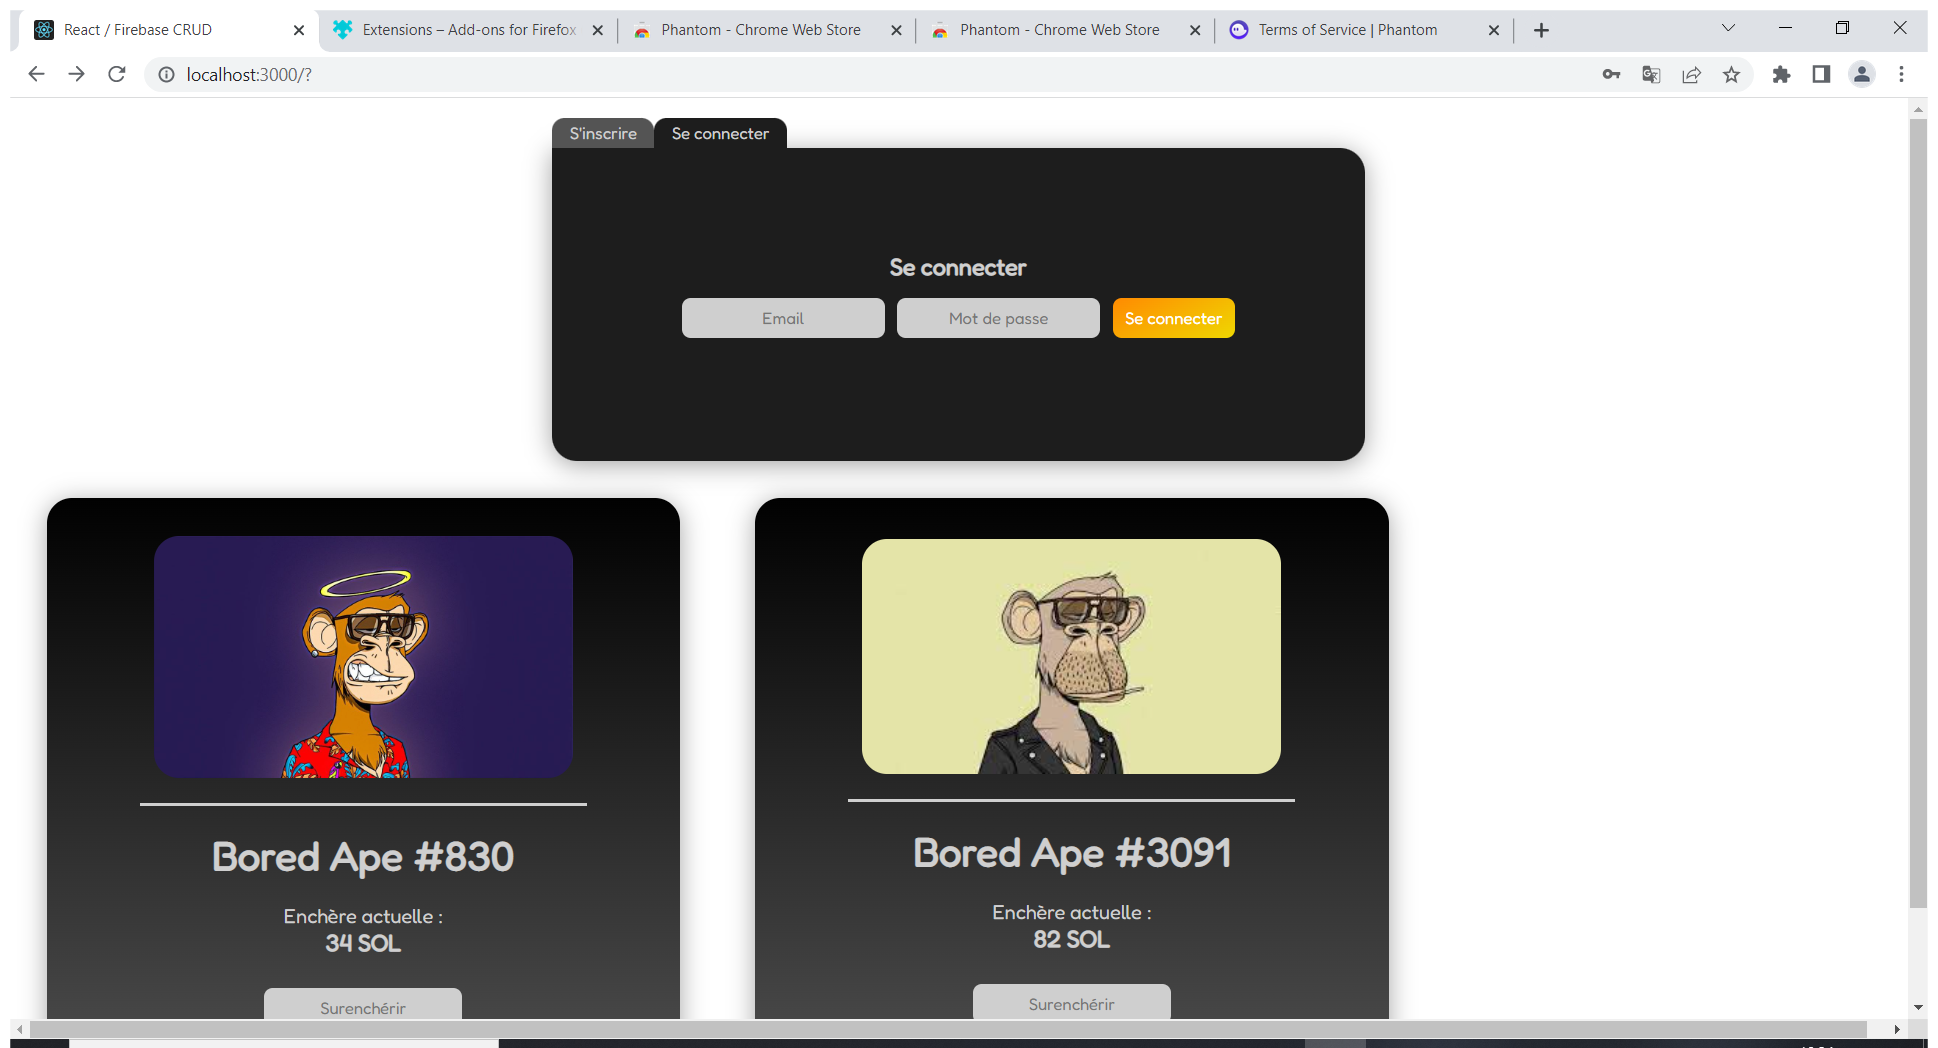 React / Firebase CRUD
Extensions – Add-ons for Firefox
Phantom - Chrome Web Store
Phantom - Chrome Web Store
Terms of Service | Phantom
localhost:3000/?
S'inscrire
Se connecter
Se connecter
Email
Mot de passe
Se connecter
Bored Ape #830
Enchère actuelle :
34 SOL
Surenchérir
Bored Ape #3091
Enchère actuelle :
82 SOL
Surenchérir